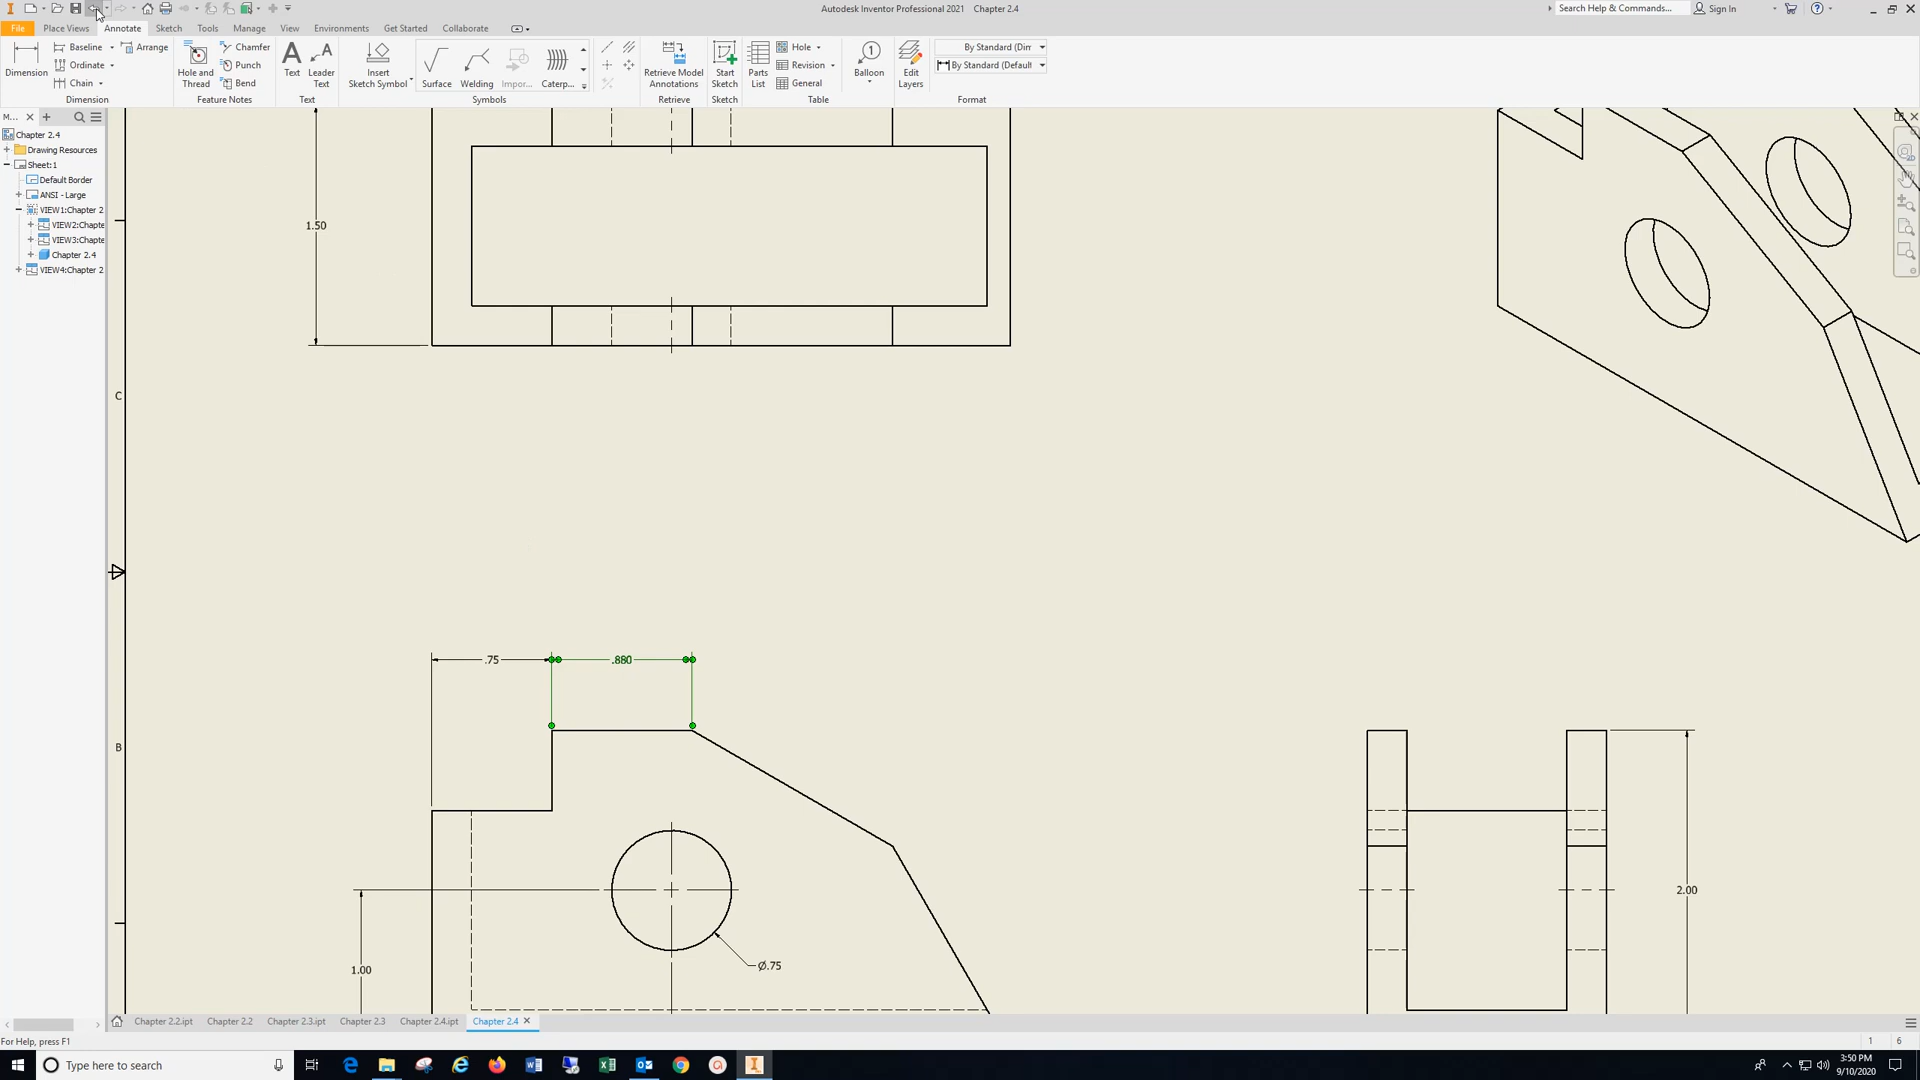 Autodesk Inventor Professional 2021 Chapter 2.4
Search Help & Commands...
Sign In
File Place Views Annotate Sketch Tools Manage View Environments Get Started Collaborate
Dimension
Baseline
Arrange
Ordinate
Chain
Dimension
Hole and Thread
Chamfer
Punch
Bend
Feature Notes
Text
Leader Text
Text
Insert Sketch Symbol
Surface
Welding
Impor...
Caterp...
Symbols
Retrieve Model Annotations
Retrieve
Start Sketch
Sketch
Parts List
Hole
Revision
General
Table
Balloon
Edit Layers
By Standard (Dim
By Standard (Default
Format
M...
Chapter 2.4
Drawing Resources
Sheet:1
Default Border
ANSI - Large
VIEW1:Chapter 2
VIEW2:Chapte
VIEW3:Chapte
Chapter 2.4
VIEW4:Chapter 2
1.50
C
.75
.880
B
2.00
Ø.75
1.00
Chapter 2.2.ipt Chapter 2.2 Chapter 2.3.ipt Chapter 2.3 Chapter 2.4.ipt Chapter 2.4
For Help, press F1
1 6
Type here to search
3:50 PM
9/10/2020